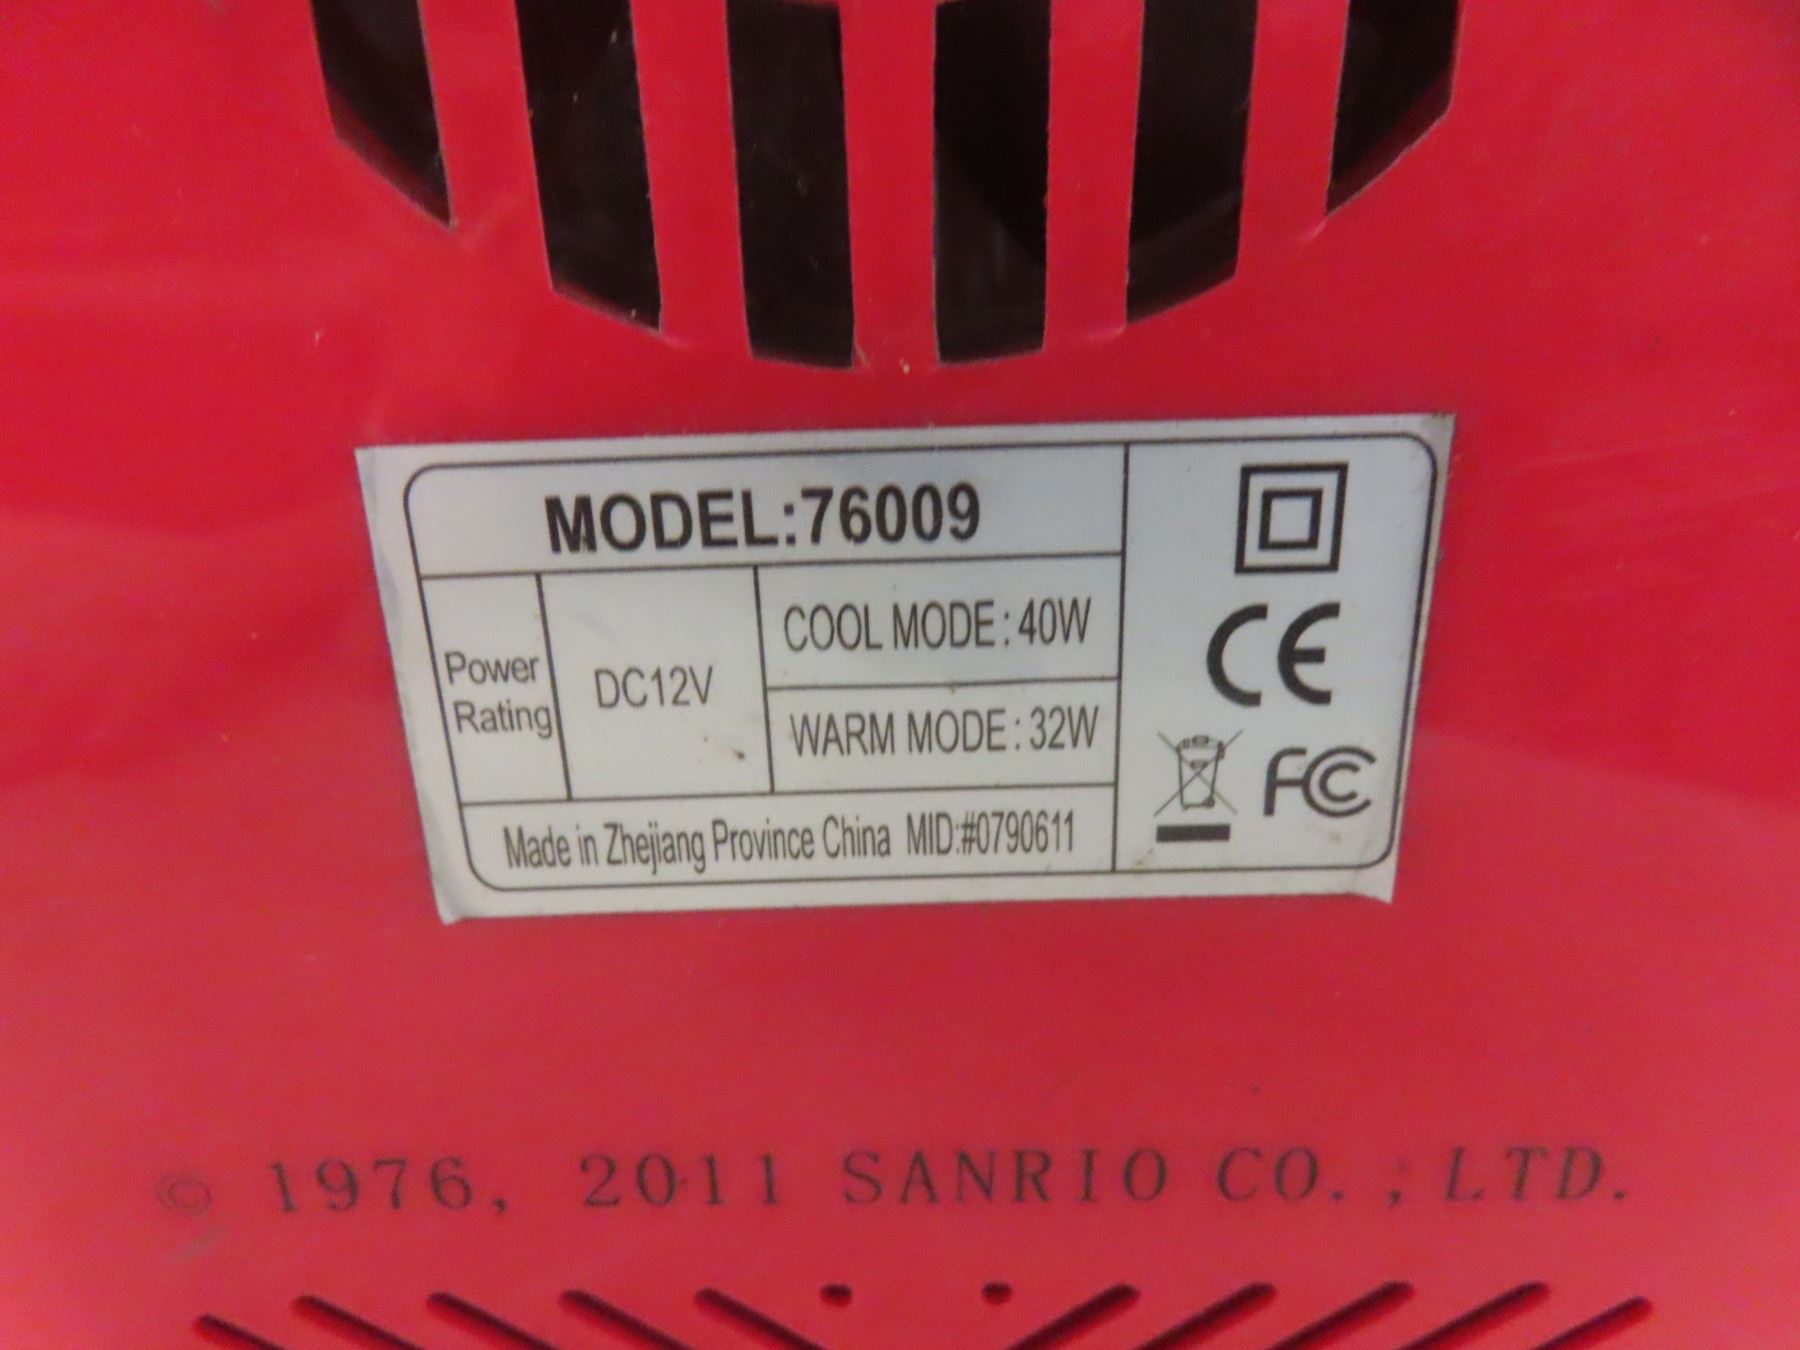 MODEL:76009
Power Rating
DC12V
COOL MODE: 40W
WARM MODE: 32W
Made in Zhejiang Province China MID:#0790611
CE
FC
© 1976, 2011 SANRIO CO. ; LTD.